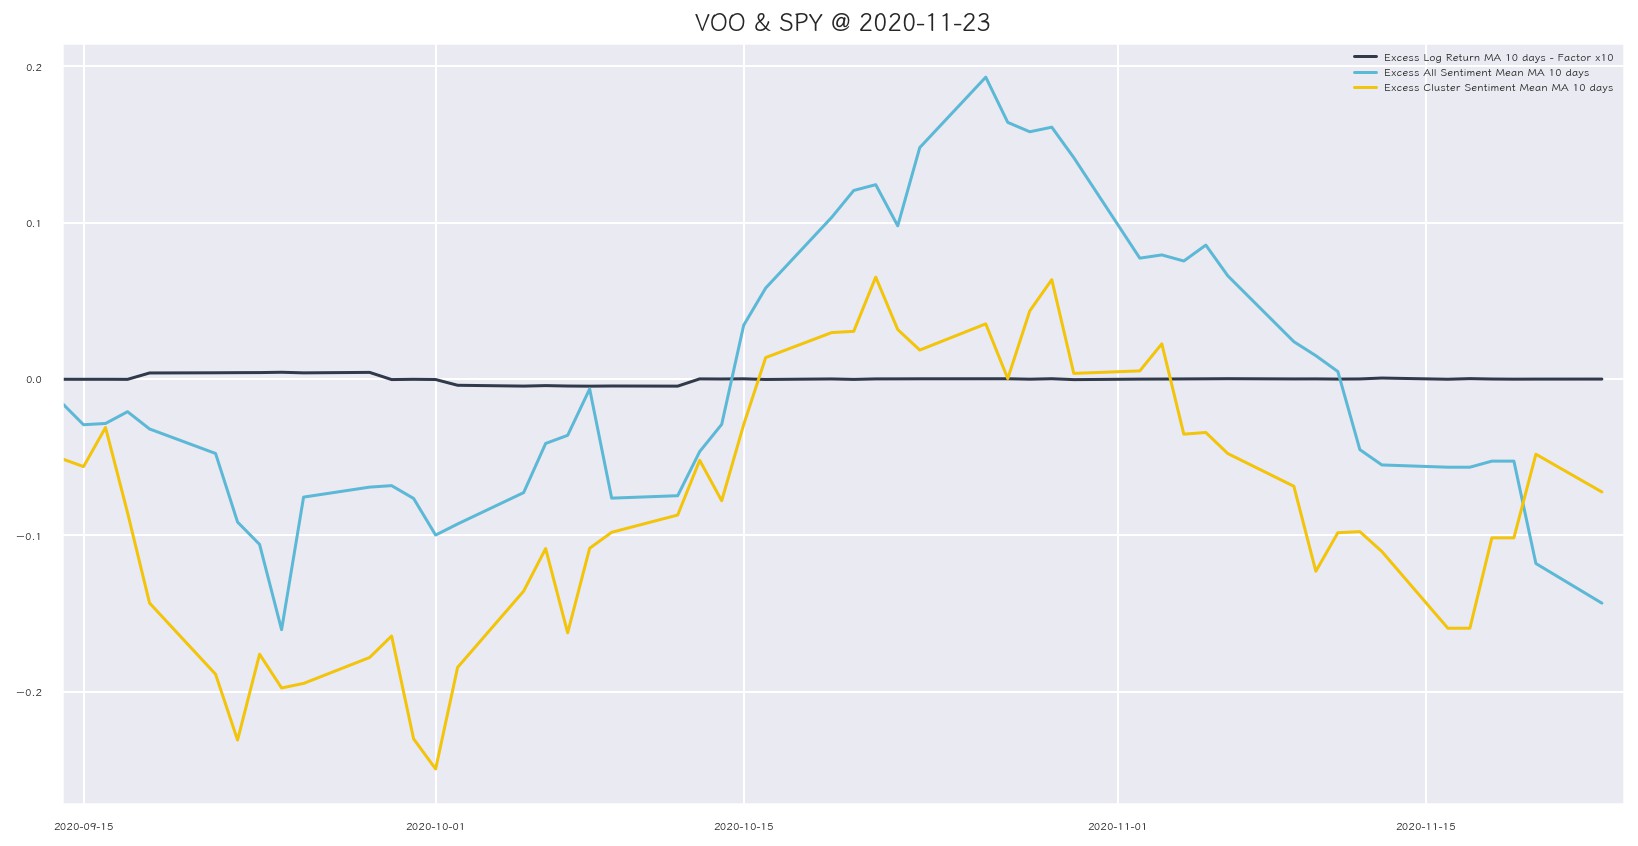 VOO & SPY @ 2020-11-23
Excess Log Return MA 10 days - Factor x10
Excess All Sentiment Mean MA 10 days
Excess Cluster Sentiment Mean MA 10 days
0.2
0.1
0.0
−0.1
−0.2
2020-09-15
2020-10-01
2020-10-15
2020-11-01
2020-11-15